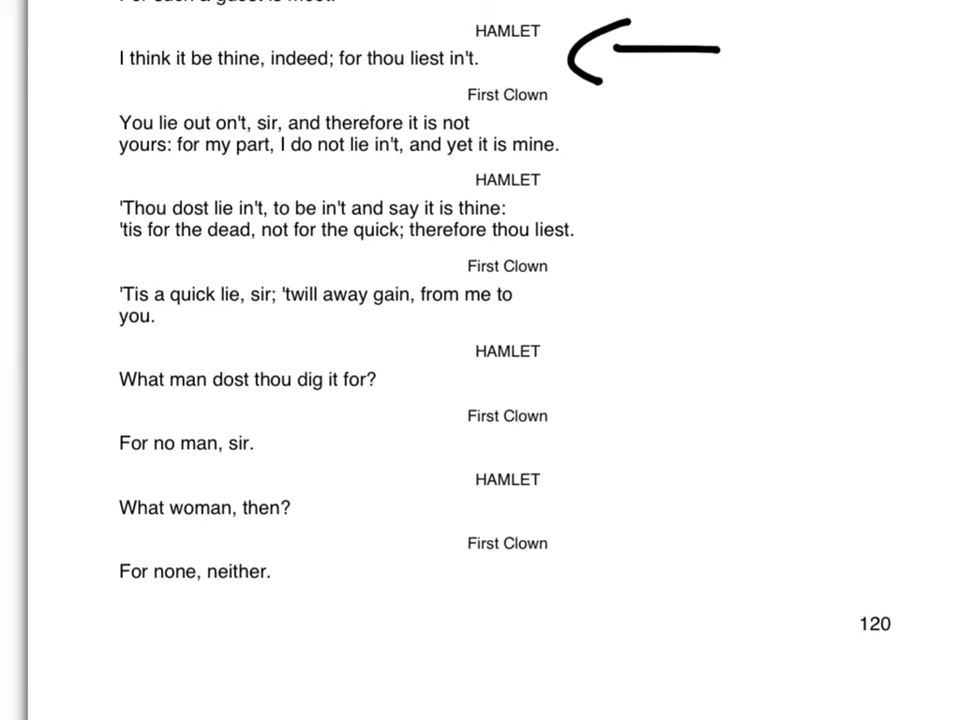 HAMLET
I think it be thine, indeed; for thou liest in't.
First Clown
You lie out on't, sir, and therefore it is not
yours: for my part, I do not lie in't, and yet it is mine.
HAMLET
'Thou dost lie in't, to be in't and say it is thine:
'tis for the dead, not for the quick; therefore thou liest.
First Clown
'Tis a quick lie, sir; 'twill away gain, from me to
you.
HAMLET
What man dost thou dig it for?
First Clown
For no man, sir.
HAMLET
What woman, then?
First Clown
For none, neither.
120